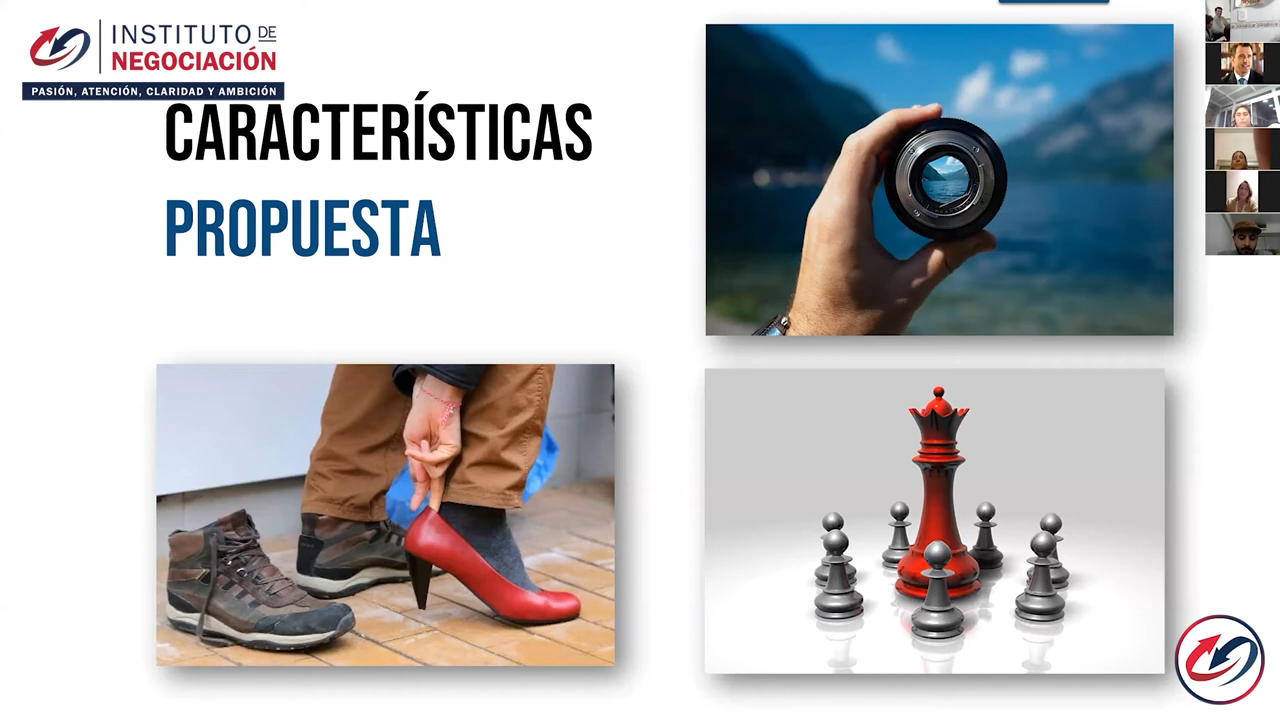 INSTITUTO DE
NEGOCIACIÓN
PASIÓN, ATENCIÓN, CLARIDAD Y AMBICIÓN
CARACTERÍSTICAS
PROPUESTA